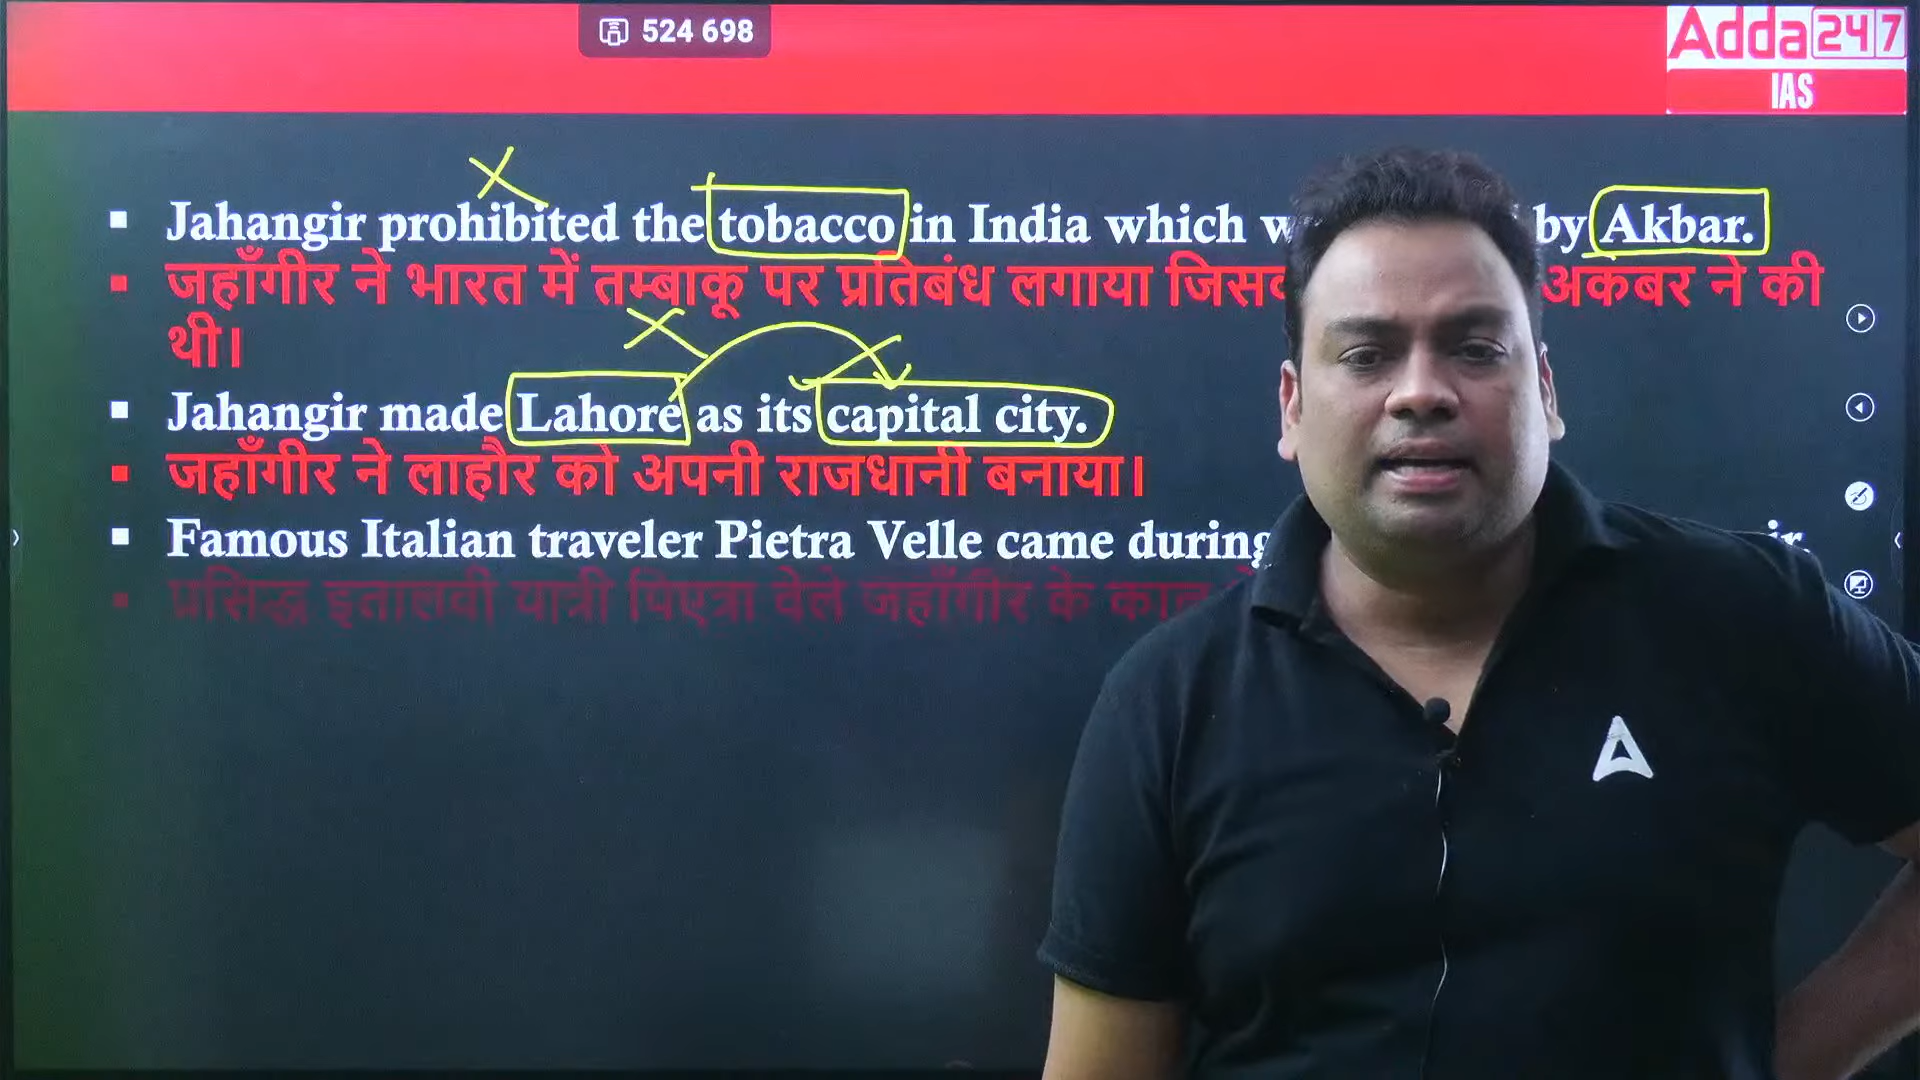 524 698
Adda247
IAS
Jahangir prohibited the tobacco in India which by Akbar.
जहाँगीर ने भारत में तम्बाकू पर प्रतिबंध लगाया अकबर ने की
थी।
Jahangir made Lahore as its capital city.
जहाँगीर ने लाहौर को अपनी राजधानी बनाया।
Famous Italian traveler Pietra Velle came during
प्रसिद्ध इतालवी यात्री पिएत्रा वेले जहाँगीर के